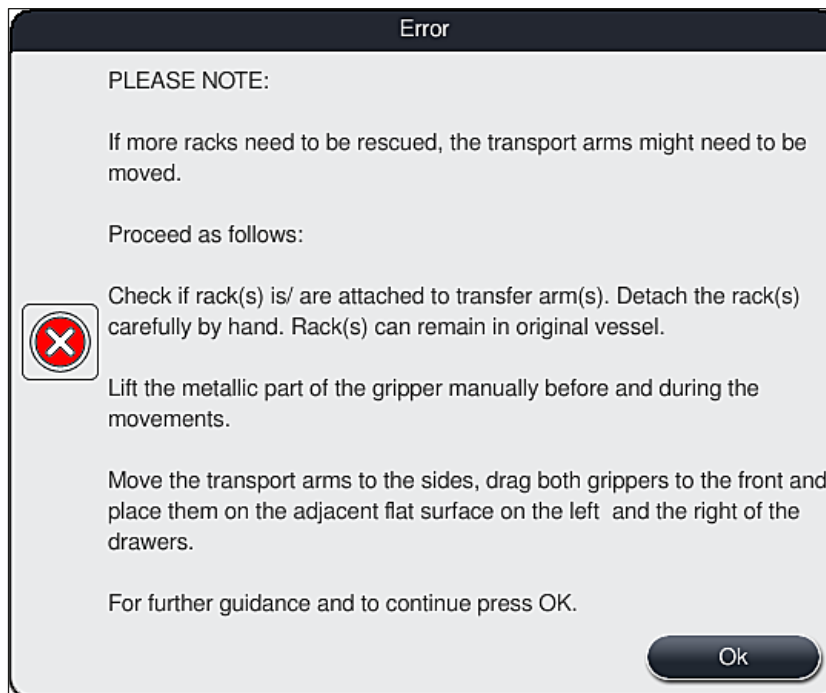 Error
PLEASE NOTE:
If more racks need to be rescued, the transport arms might need to be
moved.
Proceed as follows:
Check if rack(s) is/ are attached to transfer arm(s). Detach the rack(s)
carefully by hand. Rack(s) can remain in original vessel.
Lift the metallic part of the gripper manually before and during the
movements.
Move the transport arms to the sides, drag both grippers to the front and
place them on the adjacent flat surface on the left  and the right of the
drawers.
For further guidance and to continue press OK.
Ok